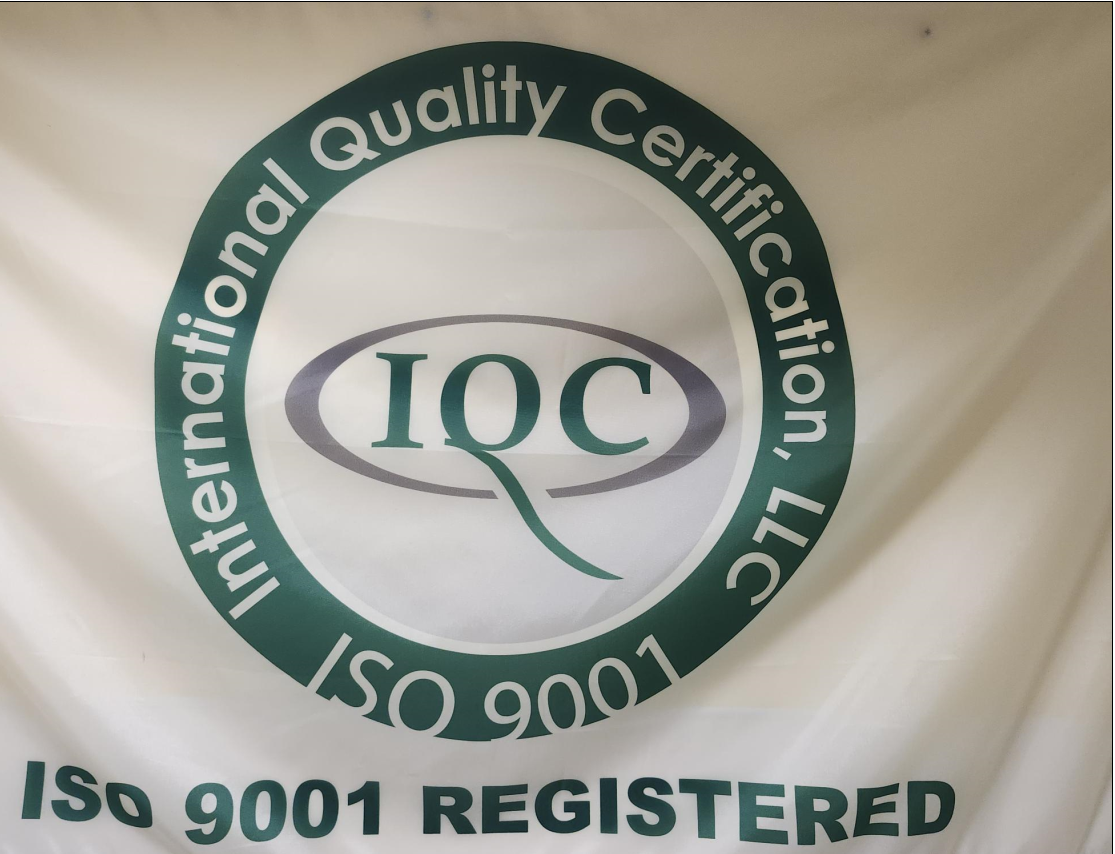 International Quality Certification, LLC
IQC
ISO 9001
ISO 9001 REGISTERED